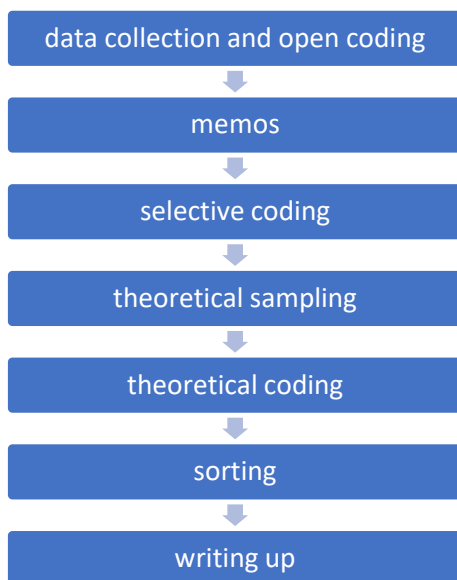 data collection and open coding
memos
selective coding
theoretical sampling
theoretical coding
sorting
writing up